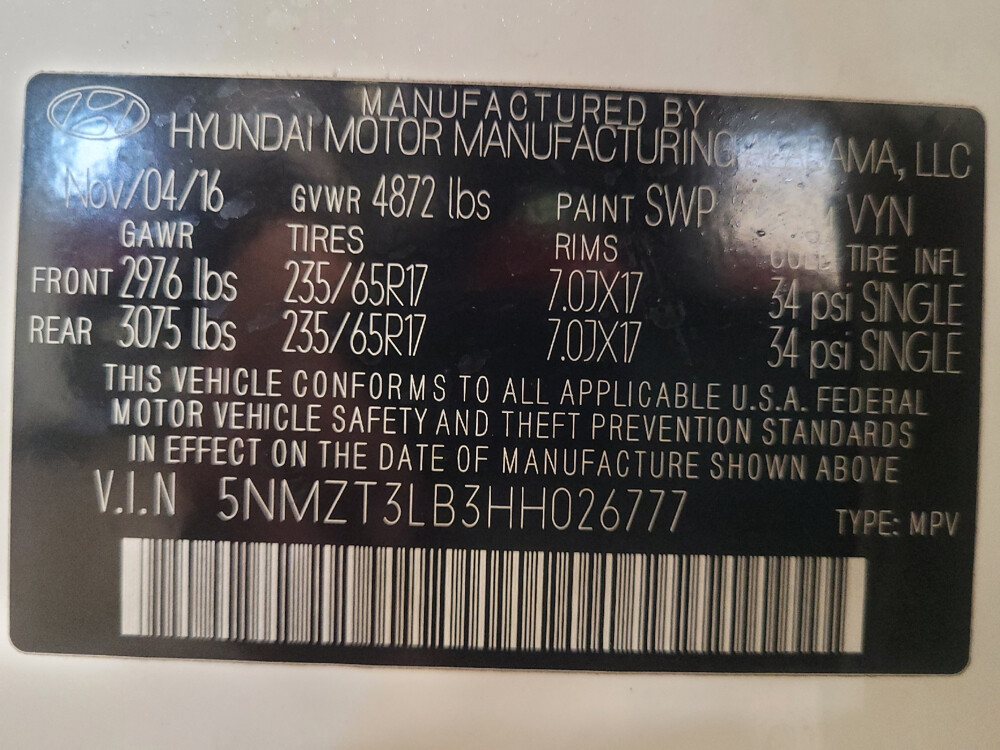 MANUFACTURED BY
HYUNDAI MOTOR MANUFACTURING AMA, LLC
Nov/04/16 GVWR 4872 lbs PAINT SWP VYN
GAWR TIRES RIMS TIRE INFL
FRONT 2976 lbs 235/65R17 7.0JX17 34 psi SINGLE
REAR 3075 lbs 235/65R17 7.0JX17 34 psi SINGLE
THIS VEHICLE CONFORMS TO ALL APPLICABLE U.S.A. FEDERAL
MOTOR VEHICLE SAFETY AND THEFT PREVENTION STANDARDS
IN EFFECT ON THE DATE OF MANUFACTURE SHOWN ABOVE
V.I.N 5NMZT3LB3HH026777 TYPE: MPV